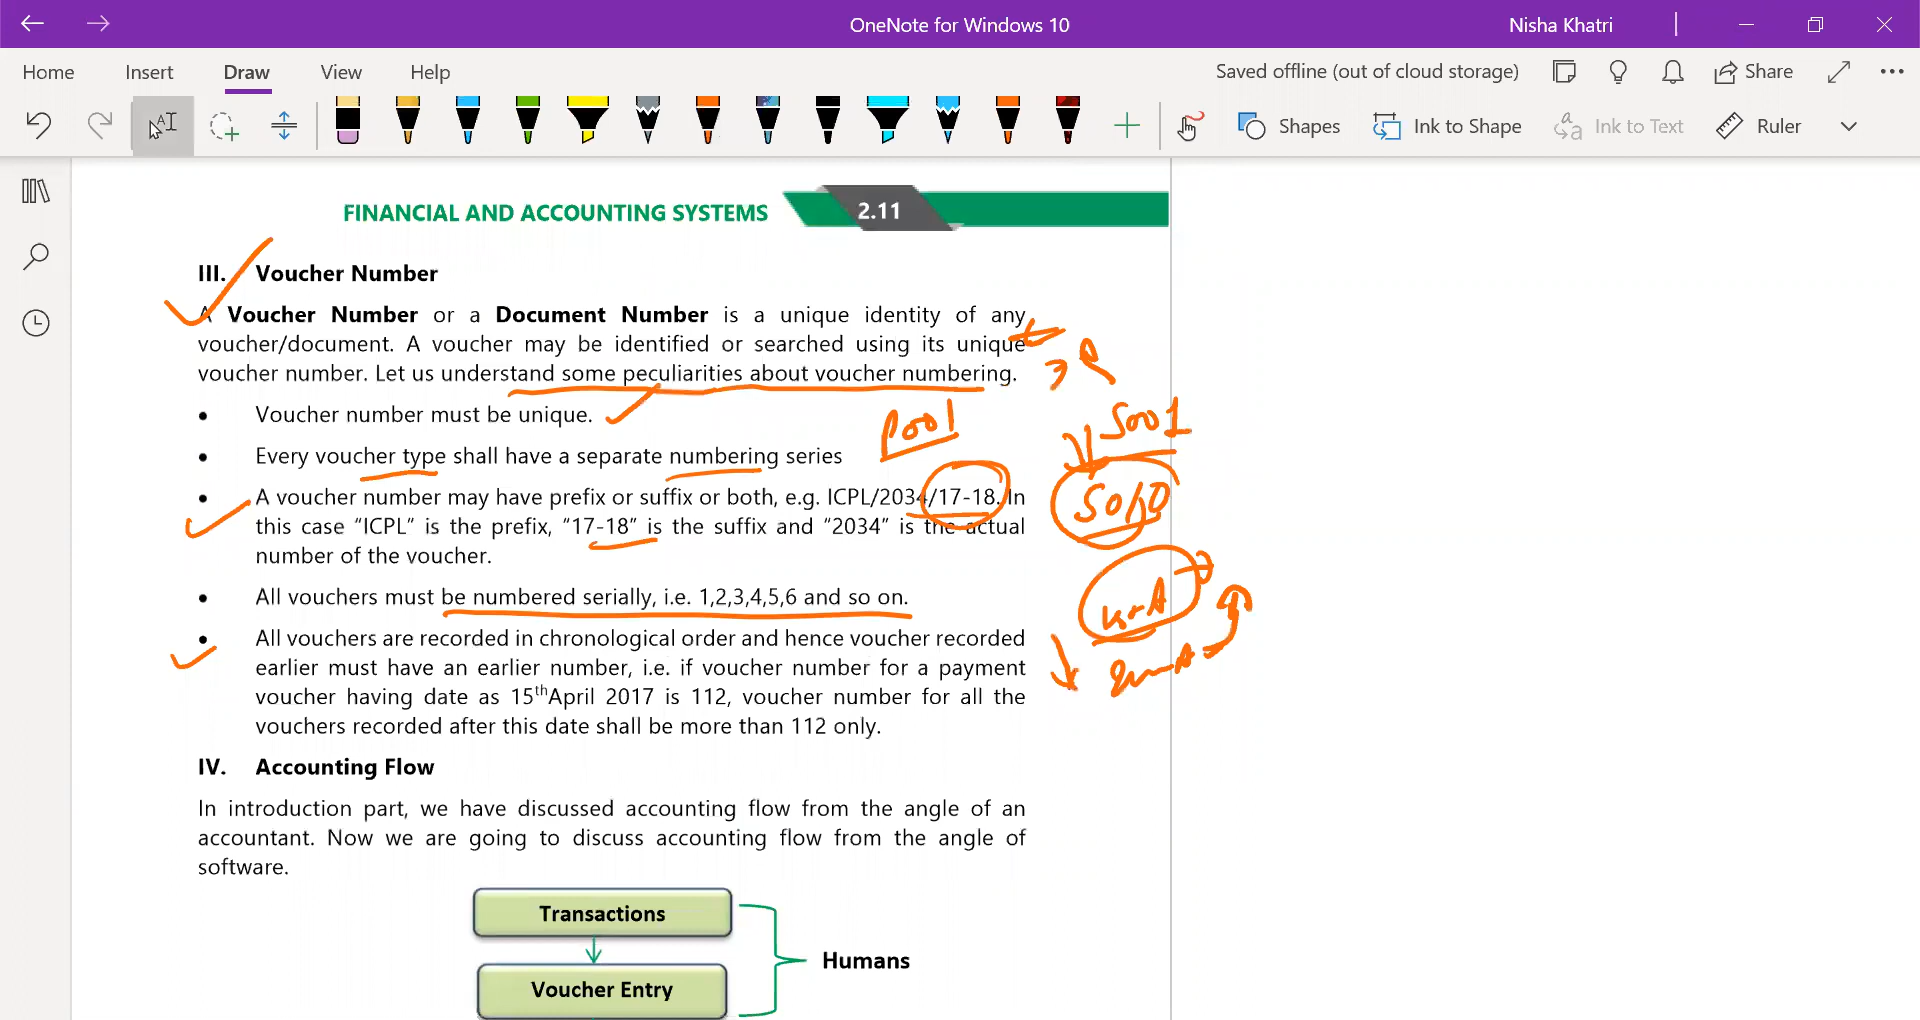 OneNote for Windows 10
Nisha Khatri
Home Insert Draw View Help
Saved offline (out of cloud storage)
Share
Shapes Ink to Shape Ink to Text Ruler
FINANCIAL AND ACCOUNTING SYSTEMS 2.11
III. Voucher Number
A Voucher Number or a Document Number is a unique identity of any
voucher/document. A voucher may be identified or searched using its unique
voucher number. Let us understand some peculiarities about voucher numbering.
• Voucher number must be unique.
P001
S001
• Every voucher type shall have a separate numbering series
• A voucher number may have prefix or suffix or both, e.g. ICPL/2034/17-18. In
this case “ICPL” is the prefix, “17-18” is the suffix and “2034” is the actual
number of the voucher.
• All vouchers must be numbered serially, i.e. 1,2,3,4,5,6 and so on.
• All vouchers are recorded in chronological order and hence voucher recorded
earlier must have an earlier number, i.e. if voucher number for a payment
voucher having date as 15thApril 2017 is 112, voucher number for all the
vouchers recorded after this date shall be more than 112 only.
IV. Accounting Flow
In introduction part, we have discussed accounting flow from the angle of an
accountant. Now we are going to discuss accounting flow from the angle of
software.
Transactions
Humans
Voucher Entry